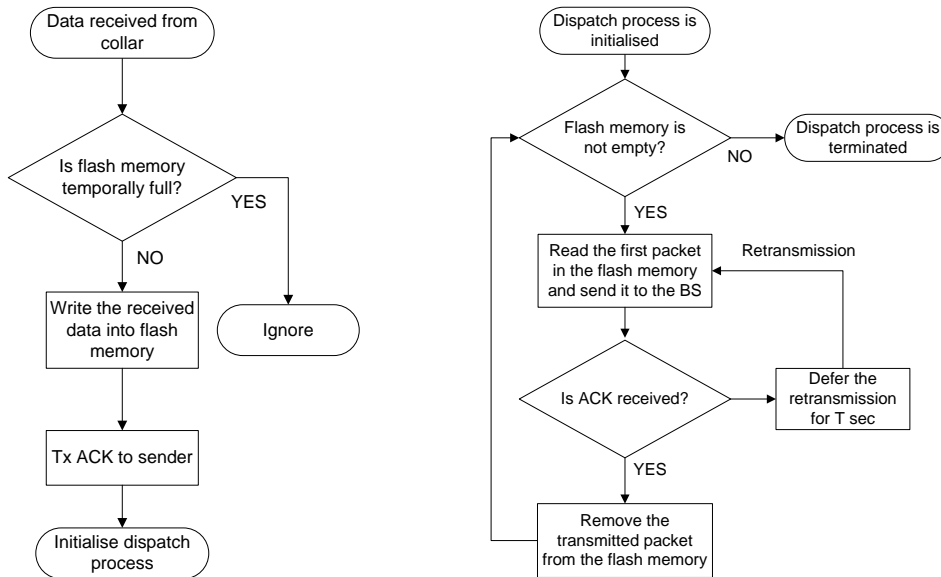 Data received from
collar
Is flash memory
temporally full?
YES
NO
Write the received
data into flash
memory
Ignore
Tx ACK to sender
Initialise dispatch
process
Dispatch process is
initialised
Flash memory is
not empty?
NO
Dispatch process is
terminated
YES
Read the first packet
in the flash memory
and send it to the BS
Retransmission
Is ACK received?
Defer the
retransmission
for T sec
YES
Remove the
transmitted packet
from the flash memory